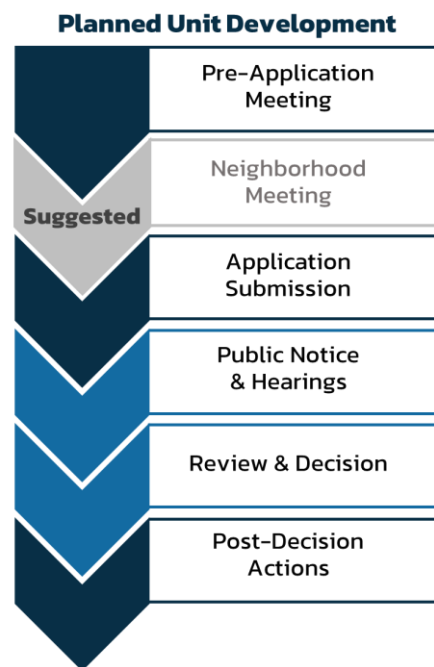 Planned Unit Development
Pre-Application
Meeting
Neighborhood
Meeting
Suggested
Application
Submission
Public Notice
& Hearings
Review & Decision
Post-Decision
Actions